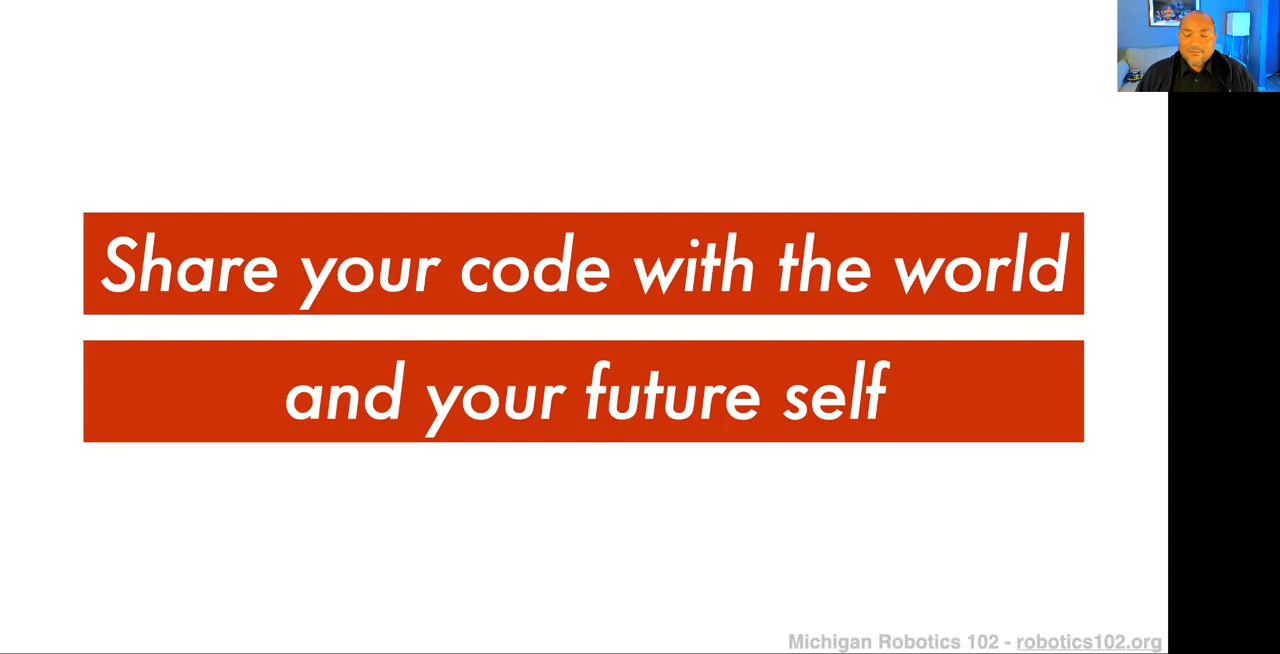 Share your code with the world
and your future self
Michigan Robotics 102 - robotics102.org